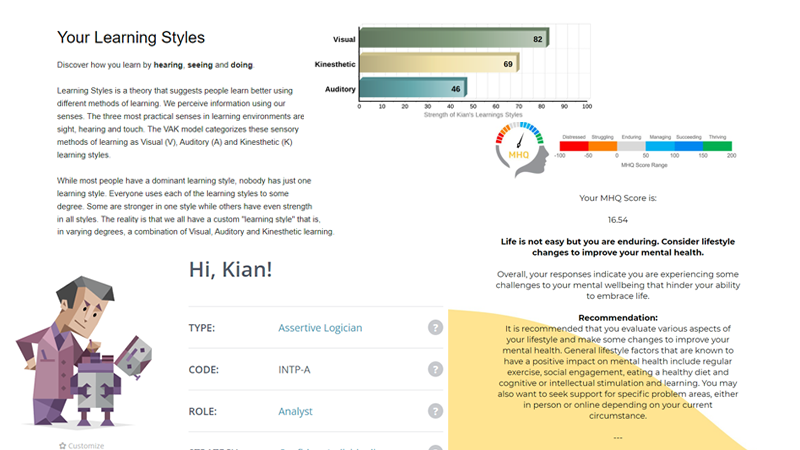 Your Learning Styles
Discover how you learn by hearing, seeing and doing.
Learning Styles is a theory that suggests people learn better using
different methods of learning. We perceive information using our
senses. The three most practical senses in learning environments are
sight, hearing and touch. The VAK model categorizes these sensory
methods of learning as Visual (V), Auditory (A) and Kinesthetic (K)
learning styles.
While most people have a dominant learning style, nobody has just one
learning style. Everyone uses each of the learning styles to some
degree. Some are stronger in one style while others have even strength
in all styles. The reality is that we all have a custom "learning style" that is,
in varying degrees, a combination of Visual, Auditory and Kinesthetic learning.
Visual 82
Kinesthetic 69
Auditory 46
0 10 20 30 40 50 60 70 80 90 100
Strength of Kian's Learnings Styles
MHQ
Distressed Struggling Enduring Managing Succeeding Thriving
-100 -50 0 50 100 150 200
MHQ Score Range
Your MHQ Score is:
16.54
Life is not easy but you are enduring. Consider lifestyle
changes to improve your mental health.
Overall, your responses indicate you are experiencing some
challenges to your mental wellbeing that hinder your ability
to embrace life.
Recommendation:
It is recommended that you evaluate various aspects of
your lifestyle and make some changes to improve your
mental health. General lifestyle factors that are known to
have a positive impact on mental health include regular
exercise, social engagement, eating a healthy diet and
cognitive or intellectual stimulation and learning. You may
also want to seek support for specific problem areas, either
in person or online depending on your current
circumstance.
---
Hi, Kian!
TYPE: Assertive Logician ?
CODE: INTP-A ?
ROLE: Analyst ?
Customize